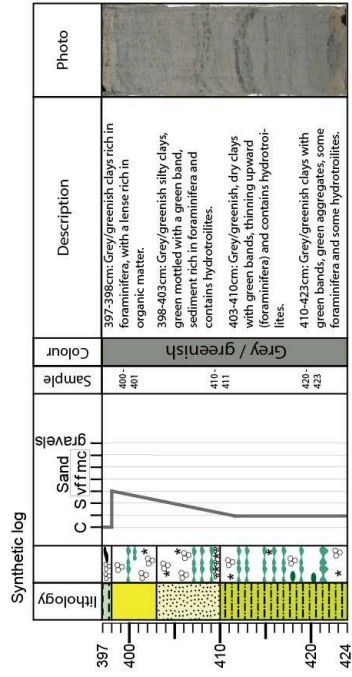 Synthetic log
lithology
C
S
vf f m c
Sand
gravels
Sample
Colour
Description
Photo
397
400
410
420
424
400-
401
410-
411
420-
423
Grey / greenish
397-398cm: Grey/greenish clays rich in
foraminifera, with a lense rich in
organic matter.
398-403cm: Grey/greenish silty clays,
green mottled with a green band,
sediment rich in foraminifera and
contains hydrotroilites.
403-410cm: Grey/greenish, dry clays
with green bands, thinning upward
(foraminifera) and contains hydrotroi-
lites.
410-423cm: Grey/greenish clays with
green bands, green aggregates, some
foraminifera and some hydrotroilites.